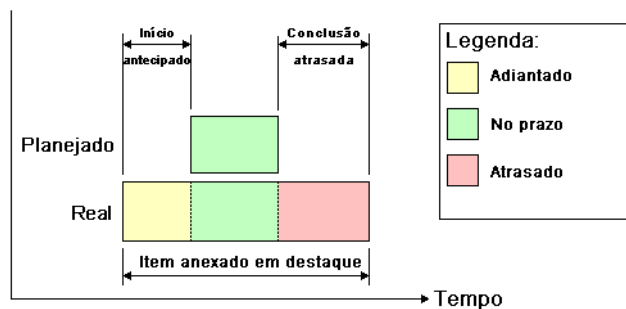 Início
antecipado
Conclusão
atrasada
Planejado
Real
Item anexado em destaque
Tempo
Legenda:
Adiantado
No prazo
Atrasado